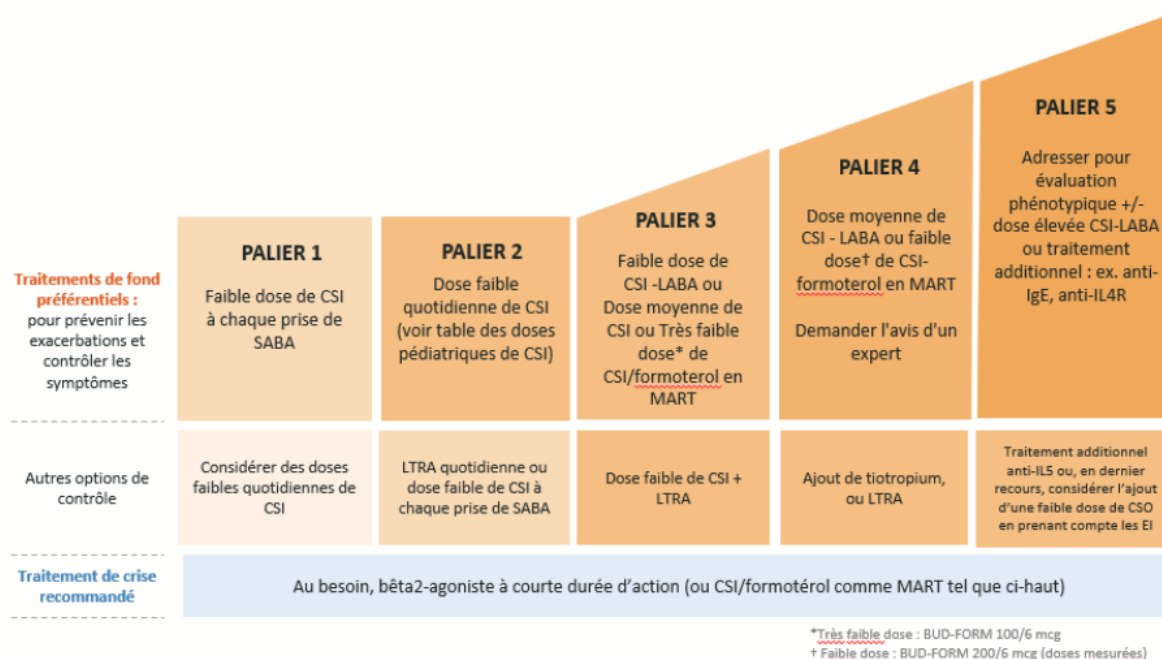 Traitements de fond
préférentiels :
pour prévenir les
exacerbations et
contrôler les
symptômes
PALIER 1
Faible dose de CSI
à chaque prise de
SABA
PALIER 2
Dose faible
quotidienne de CSI
(voir table des doses
pédiatriques de CSI)
PALIER 3
Faible dose de
CSI -LABA ou
Dose moyenne de
CSI ou Très faible
dose* de
CSI/formoterol en
MART
PALIER 4
Dose moyenne de
CSI - LABA ou faible
dose† de CSI-
formoterol en MART
Demander l'avis d'un
expert
PALIER 5
Adresser pour
évaluation
phénotypique +/-
dose élevée CSI-LABA
ou traitement
additionnel : ex. anti-
IgE, anti-IL4R
Autres options de
contrôle
Considérer des doses
faibles quotidiennes de
CSI
LTRA quotidienne ou
dose faible de CSI à
chaque prise de SABA
Dose faible de CSI +
LTRA
Ajout de tiotropium,
ou LTRA
Traitement additionnel
anti-IL5 ou, en dernier
recours, considérer l’ajout
d’une faible dose de CSO
en prenant compte les EI
Traitement de crise
recommandé
Au besoin, bêta2-agoniste à courte durée d’action (ou CSI/formotérol comme MART tel que ci-haut)
*Très faible dose : BUD-FORM 100/6 mcg
† Faible dose : BUD-FORM 200/6 mcg (doses mesurées)